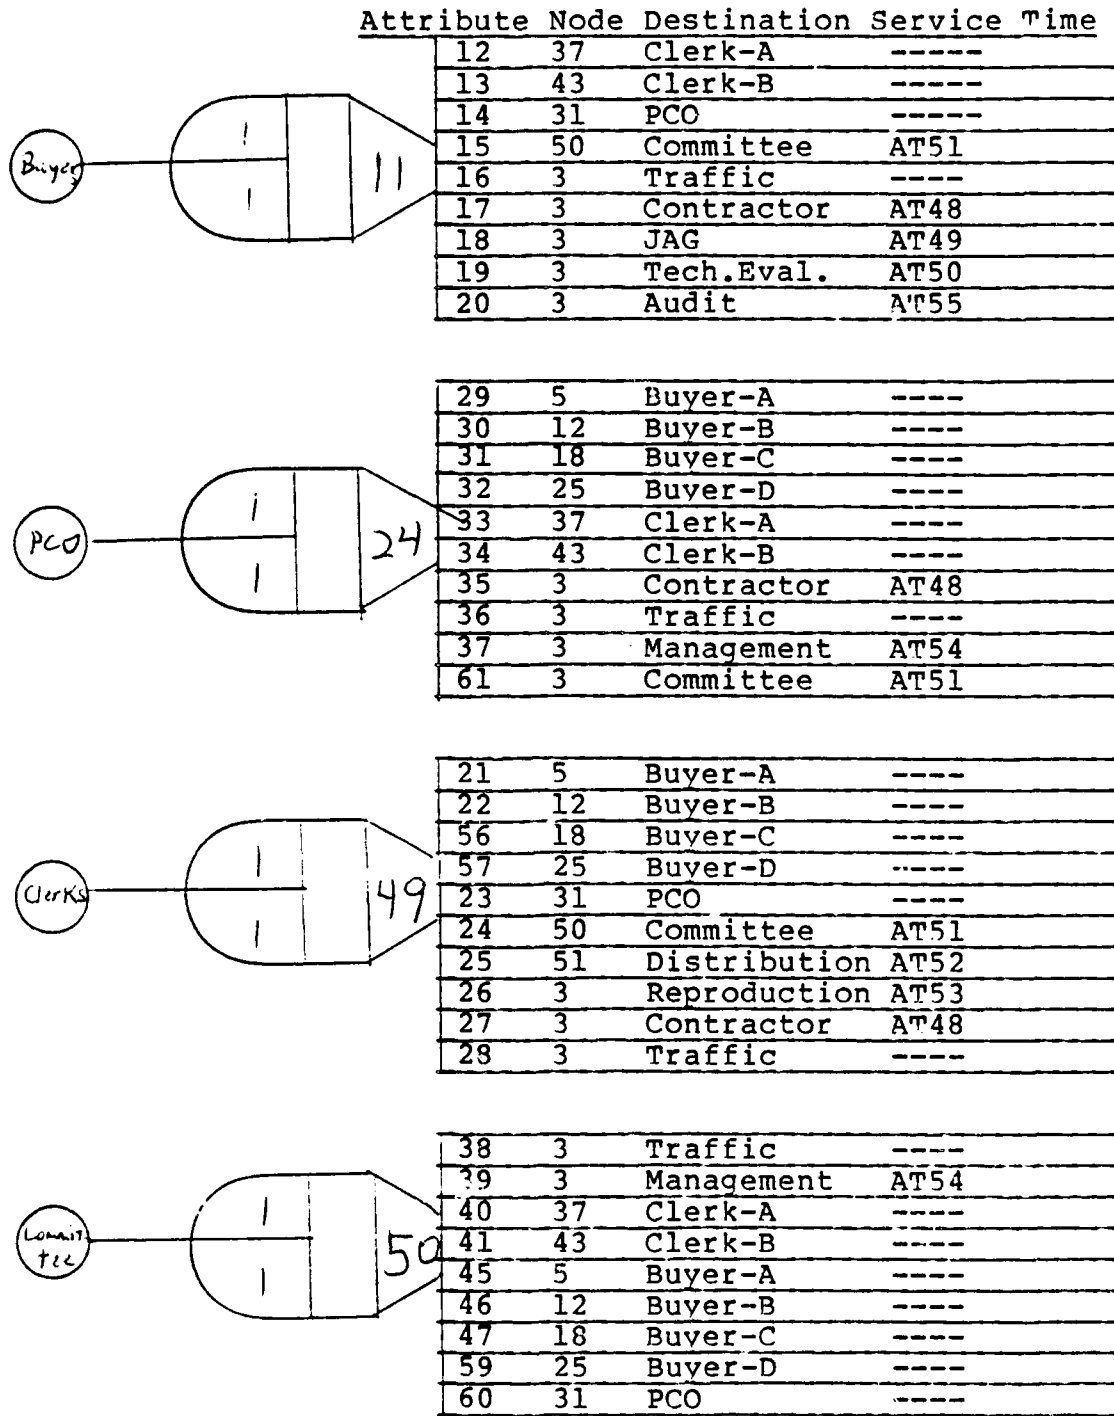 Attribute Node Destination Service Time
12 37 Clerk-A -----
13 43 Clerk-B -----
14 31 PCO -----
15 50 Committee AT51
16 3 Traffic ----
17 3 Contractor AT48
18 3 JAG AT49
19 3 Tech.Eval. AT50
20 3 Audit AT55
Buyers
1
1
11
29 5 Buyer-A ----
30 12 Buyer-B ----
31 18 Buyer-C ----
32 25 Buyer-D ----
33 37 Clerk-A ----
34 43 Clerk-B ----
35 3 Contractor AT48
36 3 Traffic ----
37 3 Management AT54
61 3 Committee AT51
PCO
1
1
24
21 5 Buyer-A ----
22 12 Buyer-B ----
56 18 Buyer-C ----
57 25 Buyer-D ----
23 31 PCO ----
24 50 Committee AT51
25 51 Distribution AT52
26 3 Reproduction AT53
27 3 Contractor AT48
28 3 Traffic ----
Clerks
1
1
49
38 3 Traffic ----
39 3 Management AT54
40 37 Clerk-A ----
41 43 Clerk-B ----
45 5 Buyer-A ----
46 12 Buyer-B ----
47 18 Buyer-C ----
59 25 Buyer-D ----
60 31 PCO ----
Commit
tee
1
1
50